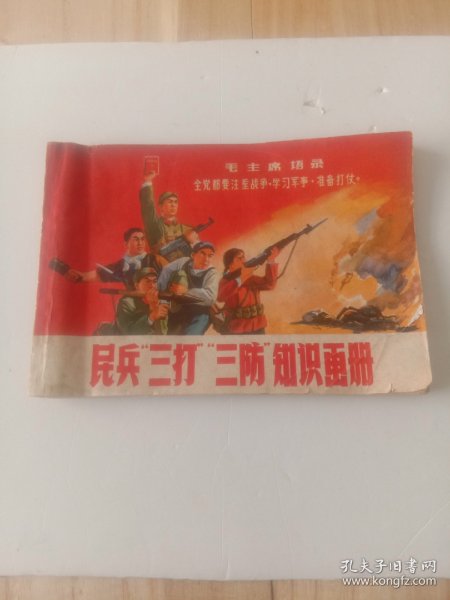 毛主席语录
全党都要注重战争,学习军事,准备打仗。
民兵“三打”“三防”知识画册
孔夫子旧书网
www.kongfz.com